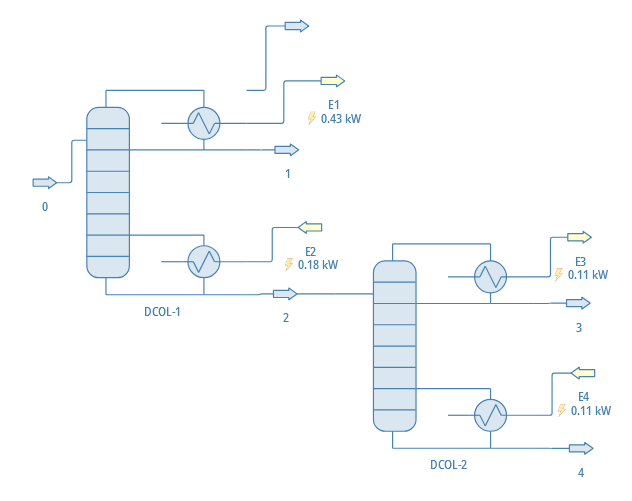 E1
0.43 kW
0
1
E2
0.18 kW
DCOL-1
2
E3
0.11 kW
3
E4
0.11 kW
DCOL-2
4